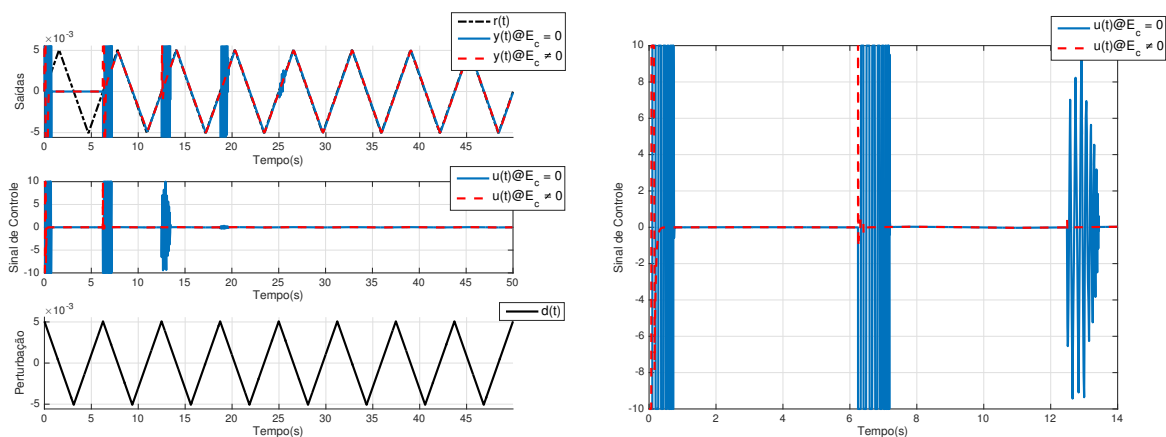 r(t)
y(t)@E_c = 0
y(t)@E_c ≠ 0
×10^-3
5
0
-5
Saídas
0 5 10 15 20 25 30 35 40 45
Tempo(s)
u(t)@E_c = 0
u(t)@E_c ≠ 0
10
5
0
-5
-10
Sinal de Controle
0 5 10 15 20 25 30 35 40 45 50
Tempo(s)
d(t)
×10^-3
5
0
-5
Perturbação
0 5 10 15 20 25 30 35 40 45
Tempo(s)
u(t)@E_c = 0
u(t)@E_c ≠ 0
10
8
6
4
2
0
-2
-4
-6
-8
-10
Sinal de Controle
0 2 4 6 8 10 12 14
Tempo(s)